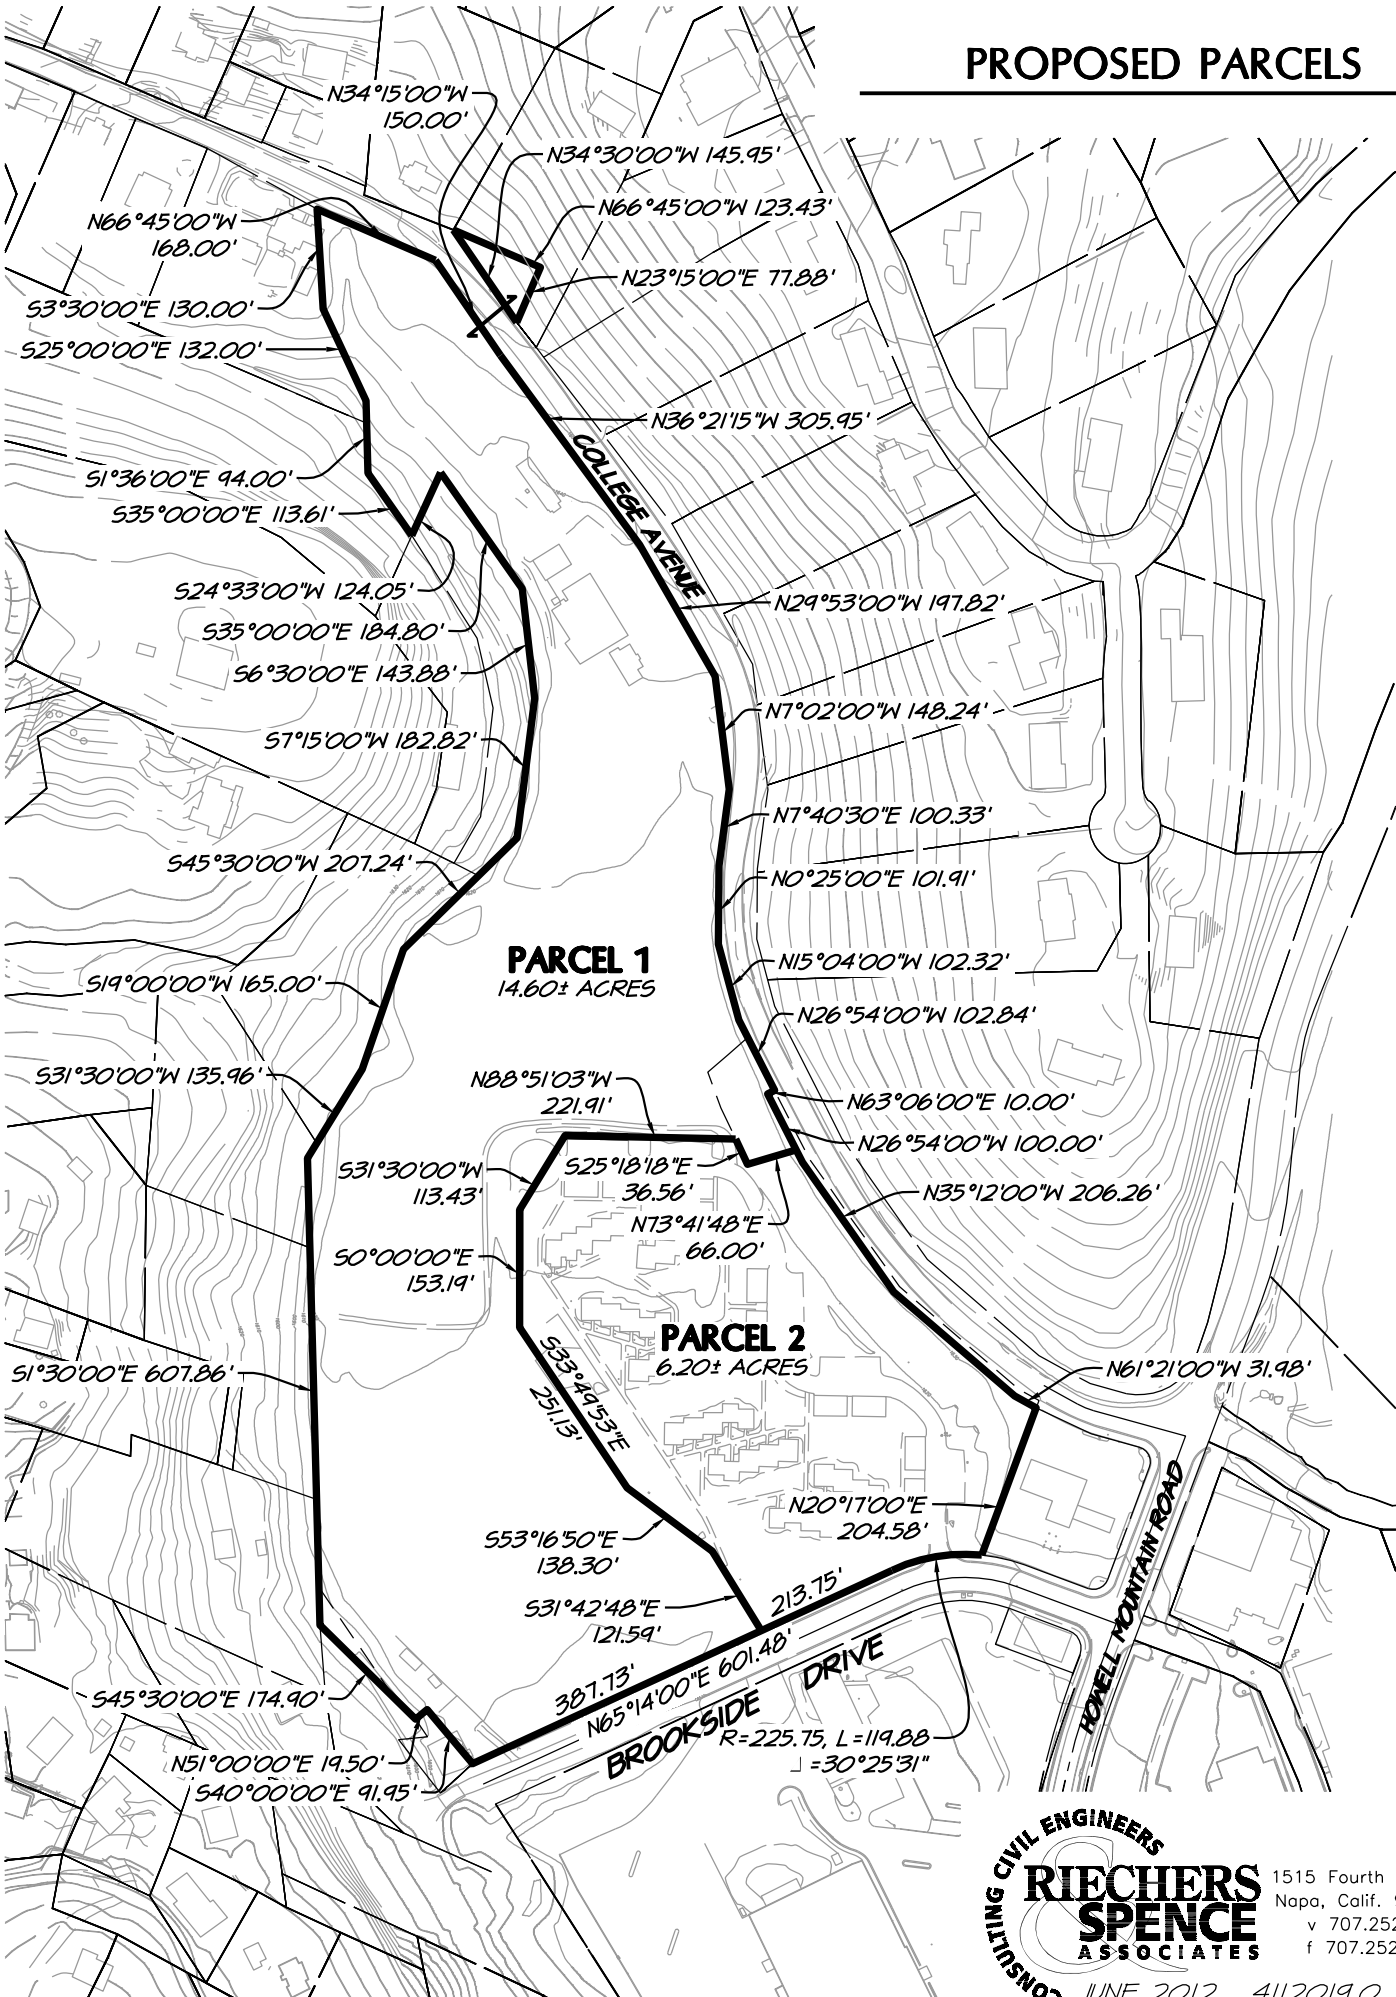 PROPOSED PARCELS
N34°15'00"W
150.00'
N34°30'00"W 145.95'
N66°45'00"W 123.43'
N66°45'00"W
168.00'
N23°15'00"E 77.88'
S3°30'00"E 130.00'
S25°00'00"E 132.00'
N36°21'15"W 305.95'
COLLEGE AVENUE
S1°36'00"E 94.00'
S35°00'00"E 113.61'
S24°33'00"W 124.05'
N29°53'00"W 197.82'
S35°00'00"E 184.80'
S6°30'00"E 143.88'
N7°02'00"W 148.24'
S7°15'00"W 182.82'
N7°40'30"E 100.33'
S45°30'00"W 207.24'
N0°25'00"E 101.91'
PARCEL 1
14.60± ACRES
N15°04'00"W 102.32'
S19°00'00"W 165.00'
N26°54'00"W 102.84'
S31°30'00"W 135.96'
N88°51'03"W
221.91'
N63°06'00"E 10.00'
N26°54'00"W 100.00'
S31°30'00"W
113.43'
S25°18'18"E
36.56'
N35°12'00"W 206.26'
N73°41'48"E
66.00'
S0°00'00"E
153.19'
PARCEL 2
6.20± ACRES
S33°49'53"E
251.13'
S1°30'00"E 607.86'
N61°21'00"W 31.98'
N20°17'00"E
204.58'
HOWELL MOUNTAIN ROAD
S53°16'50"E
138.30'
S31°42'48"E
121.59'
213.75'
387.73'
N65°14'00"E 601.48'
BROOKSIDE DRIVE
S45°30'00"E 174.90'
R=225.75, L=119.88
=30°25'31"
N51°00'00"E 19.50'
S40°00'00"E 91.95'
CONSULTING CIVIL ENGINEERS
RIECHERS
&
SPENCE
ASSOCIATES
1515 Fourth
Napa, Calif. 9
v 707.252
f 707.252
JUNE 2012 4112019.0